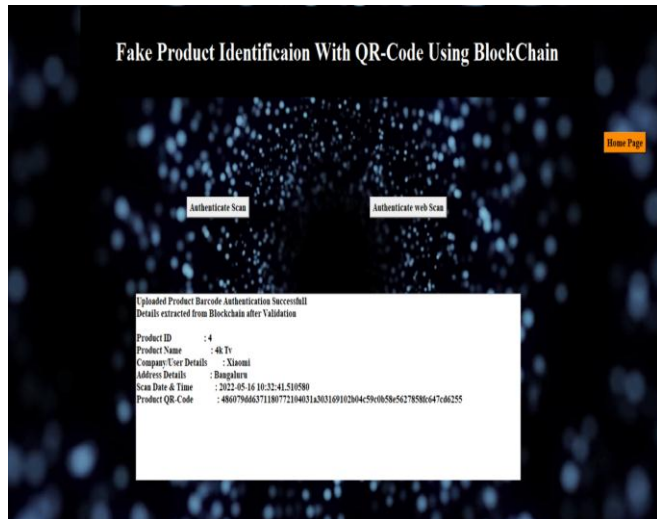 Fake Product Identificaion With QR-Code Using BlockChain
Home Page
Authenticate Scan
Authenticate web Scan
Uploaded Product Barcode Authentication Successfull
Details extracted from Blockchain after Validation
Product ID : 4
Product Name : 4k Tv
Company/User Details : Xiaomi
Address Details : Bangaluru
Scan Date & Time : 2022-05-16 10:32:41.510580
Product QR-Code : 486079dd6371180772104031a303169102b04c59c0b58e5627858fc647cd6255